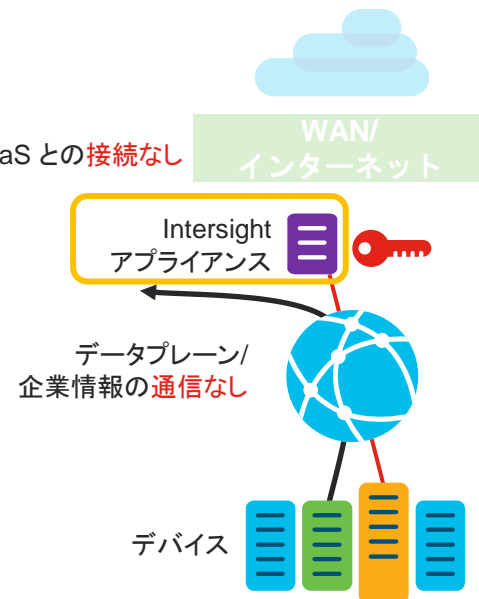 WAN/
インターネット
aaS との接続なし
Intersight
アプライアンス
データプレーン/
企業情報の通信なし
デバイス